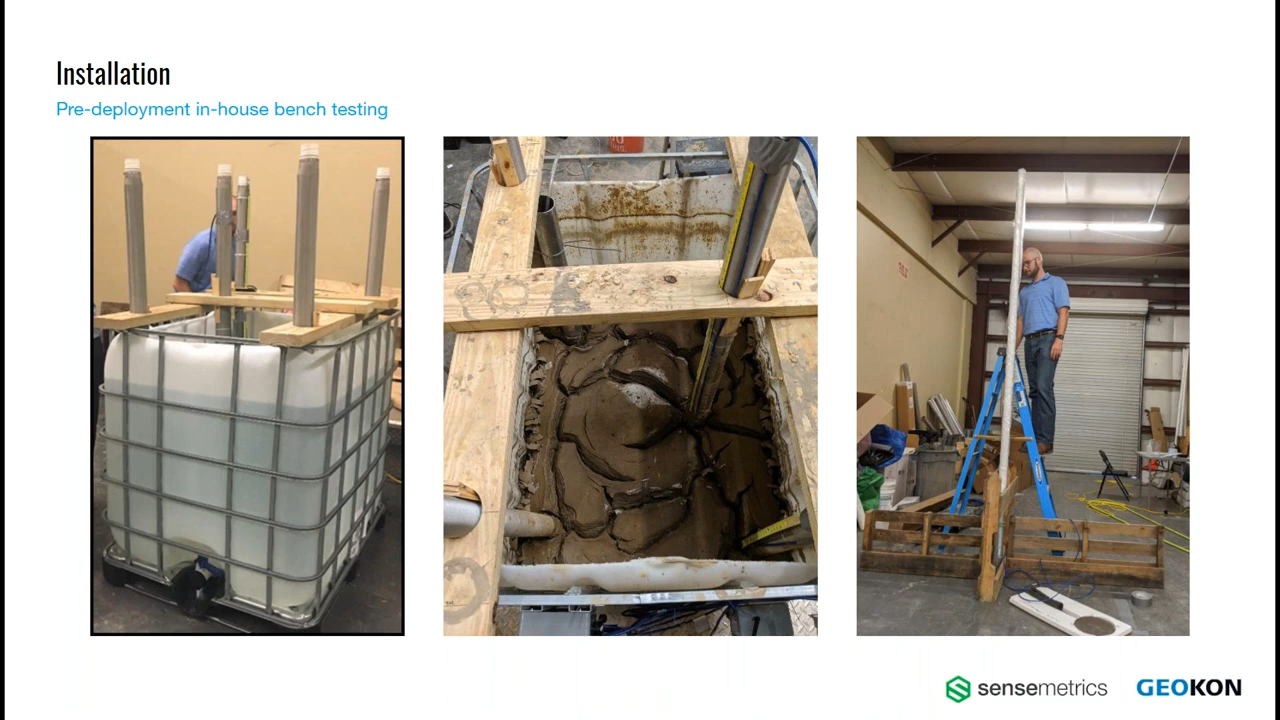 Installation
Pre-deployment in-house bench testing
sensemetrics
GEOKON